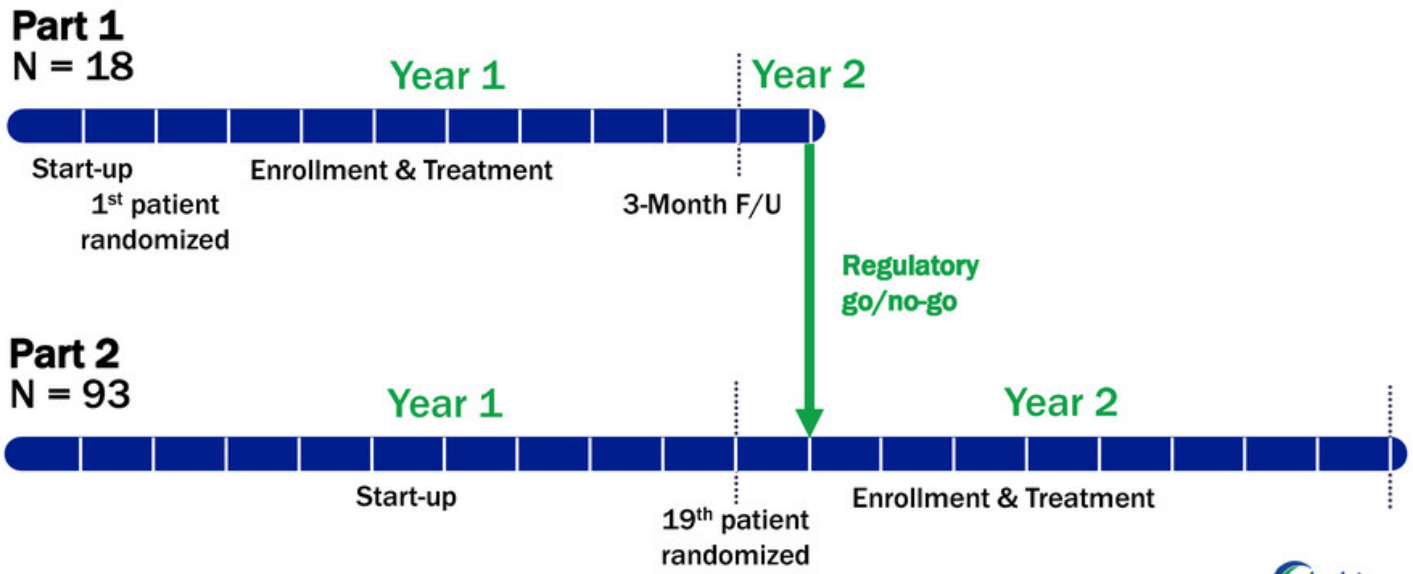 Part 1
N = 18
Year 1
Year 2
Start-up
Enrollment & Treatment
1st patient
randomized
3-Month F/U
Regulatory
go/no-go
Part 2
N = 93
Year 1
Year 2
Start-up
Enrollment & Treatment
19th patient
randomized